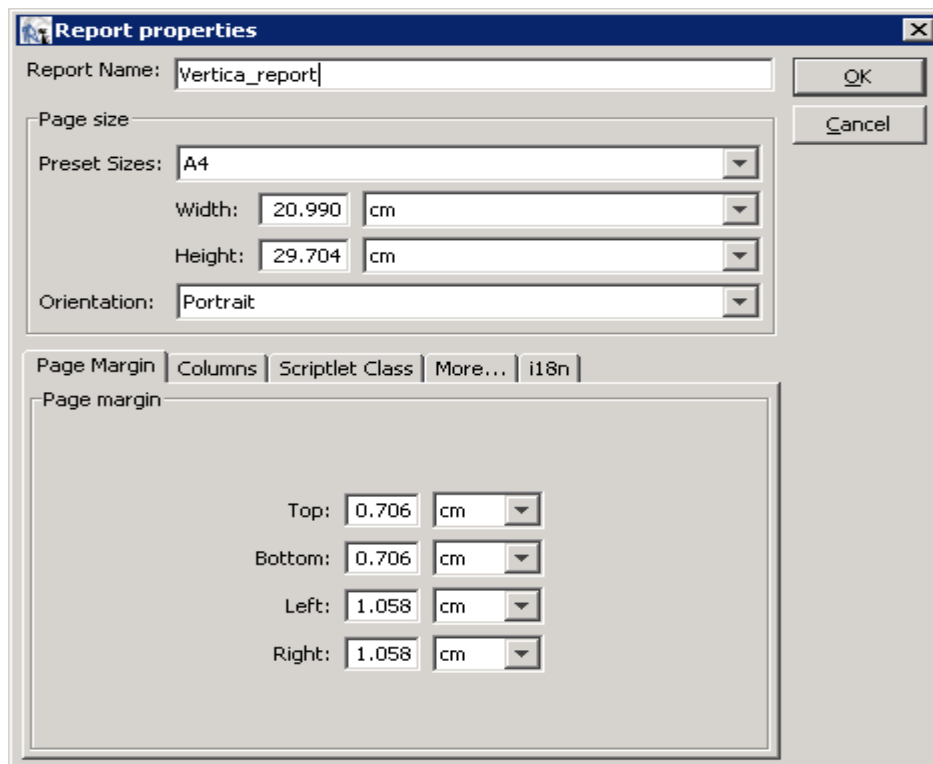 Report properties
Report Name: Vertica_report
OK
Page size
Cancel
Preset Sizes: A4
Width: 20.990 cm
Height: 29.704 cm
Orientation: Portrait
Page Margin Columns Scriptlet Class More... i18n
Page margin
Top: 0.706 cm
Bottom: 0.706 cm
Left: 1.058 cm
Right: 1.058 cm